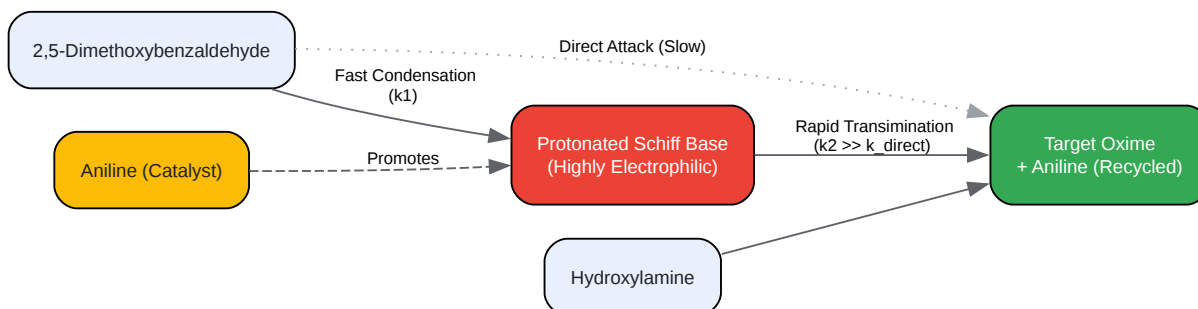 2,5-Dimethoxybenzaldehyde
Direct Attack (Slow)
Fast Condensation
(k1)
Aniline (Catalyst)
Promotes
Protonated Schiff Base
(Highly Electrophilic)
Rapid Transimination
(k2 >> k_direct)
Target Oxime
+ Aniline (Recycled)
Hydroxylamine